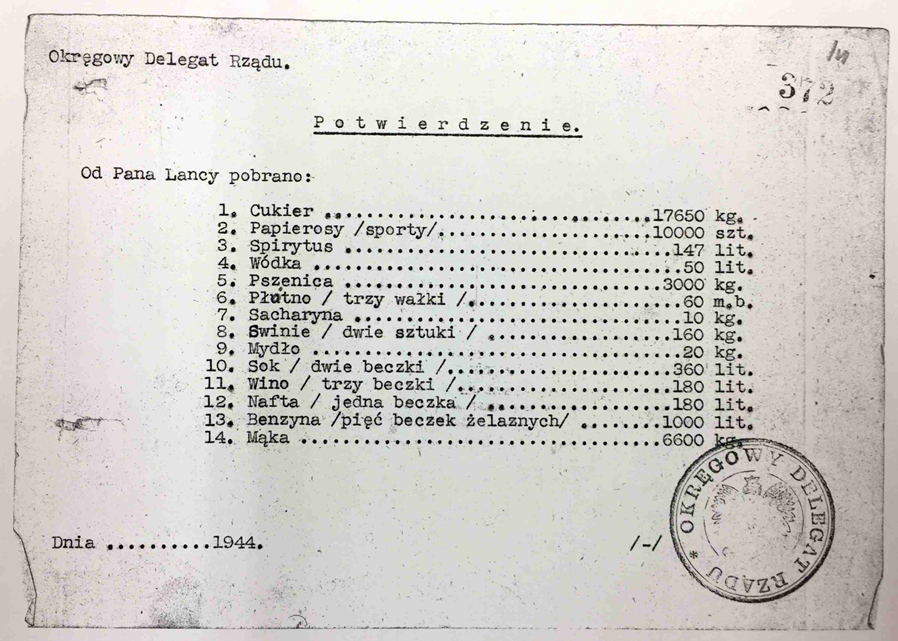 Okręgowy Delegat Rządu.
372
P o t w i e r d z e n i e.
Od Pana Lancy pobrano:
1. Cukier ..................................17650 kg.
2. Papierosy /sporty/.......................10000 szt.
3. Spirytus ..................................147 lit.
4. Wódka ......................................50 lit.
5. Pszenica .................................3000 kg.
6. Płutno / trzy wałki /.......................60 m.b.
7. Sacharyna ..................................10 kg.
8. Swinie / dwie sztuki / ....................160 kg.
9. Mydło ......................................20 kg.
10. Sok / dwie beczki /.......................360 lit.
11. Wino / trzy beczki /......................180 lit.
12. Nafta / jedna beczka / ...................180 lit.
13. Benzyna /pięć beczek żelaznych/ .........1000 lit.
14. Mąka ....................................6600 kg.
Dnia ..........1944.
/-/
* OKRĘGOWY DELEGAT RZĄDU